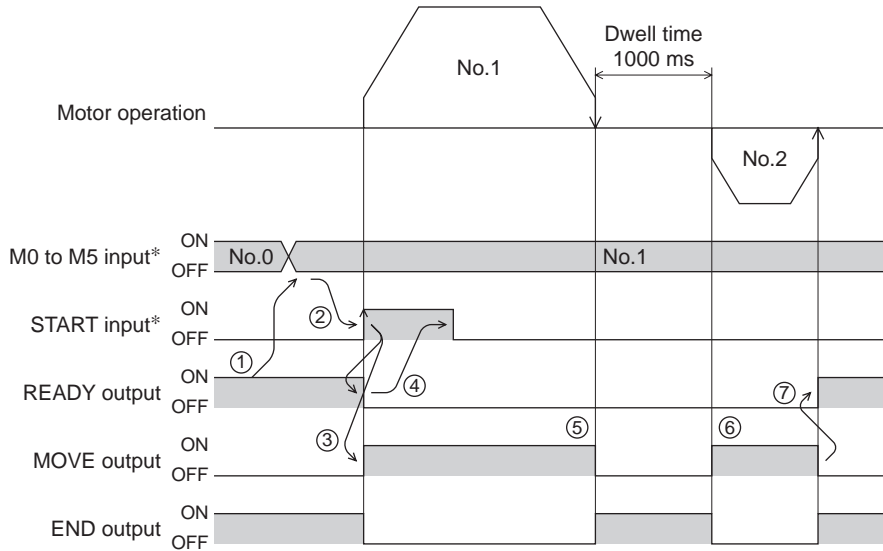 Dwell time
1000 ms
No.1
Motor operation
No.2
M0 to M5 input*
ON
OFF
No.0
No.1
START input*
ON
OFF
②
①
READY output
ON
OFF
④
⑦
③
MOVE output
ON
OFF
⑤
⑥
END output
ON
OFF